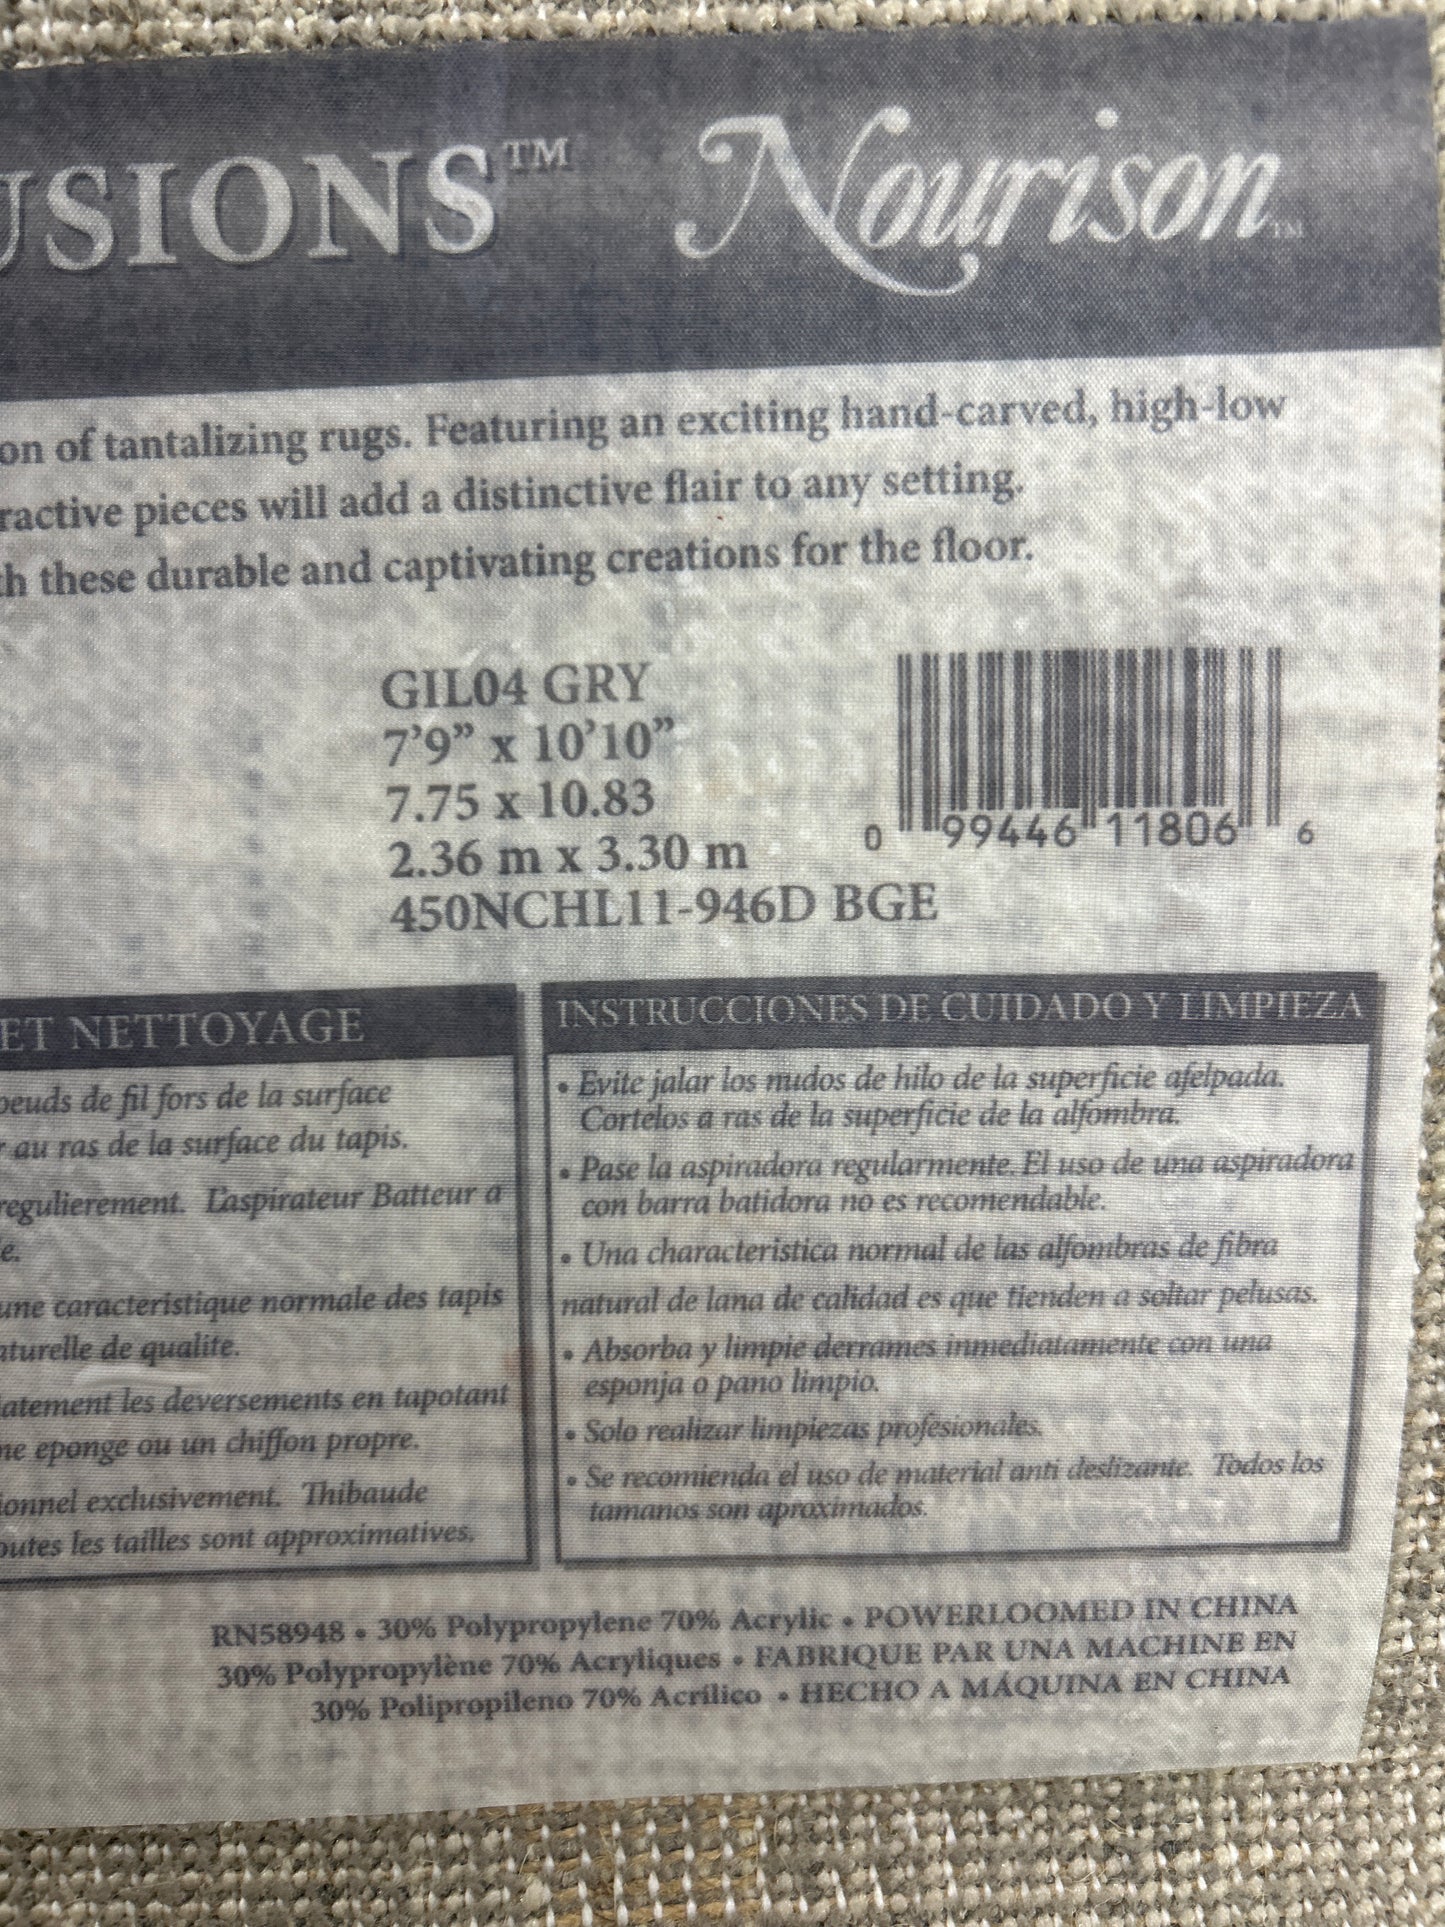 USIONS™ Nourison™
on of tantalizing rugs. Featuring an exciting hand-carved, high-low
ractive pieces will add a distinctive flair to any setting.
th these durable and captivating creations for the floor.
GIL04 GRY
7’9” x 10’10”
7.75 x 10.83
2.36 m x 3.30 m
450NCHL11-946D BGE
0 99446 11806 6
ET NETTOYAGE
oeuds de fil fors de la surface
r au ras de la surface du tapis.
regulierement. L'aspirateur Batteur a
e.
une caracteristique normale des tapis
aturelle de qualite.
atement les deversements en tapotant
ne eponge ou un chiffon propre.
ionnel exclusivement. Thibaude
outes les tailles sont approximatives.
INSTRUCCIONES DE CUIDADO Y LIMPIEZA
• Evite jalar los nudos de hilo de la superficie afelpada.
Cortelos a ras de la superficie de la alfombra.
• Pase la aspiradora regularmente. El uso de una aspiradora
con barra batidora no es recomendable.
• Una characteristica normal de las alfombras de fibra
natural de lana de calidad es que tienden a soltar pelusas.
• Absorba y limpie derrames inmediatamente con una
esponja o pano limpio.
• Solo realizar limpiezas profesionales.
• Se recomienda el uso de material anti deslizante. Todos los
tamanos son aproximados.
RN58948 • 30% Polypropylene 70% Acrylic • POWERLOOMED IN CHINA
30% Polypropylène 70% Acryliques • FABRIQUE PAR UNA MACHINE EN
30% Polipropileno 70% Acrílico • HECHO A MÁQUINA EN CHINA